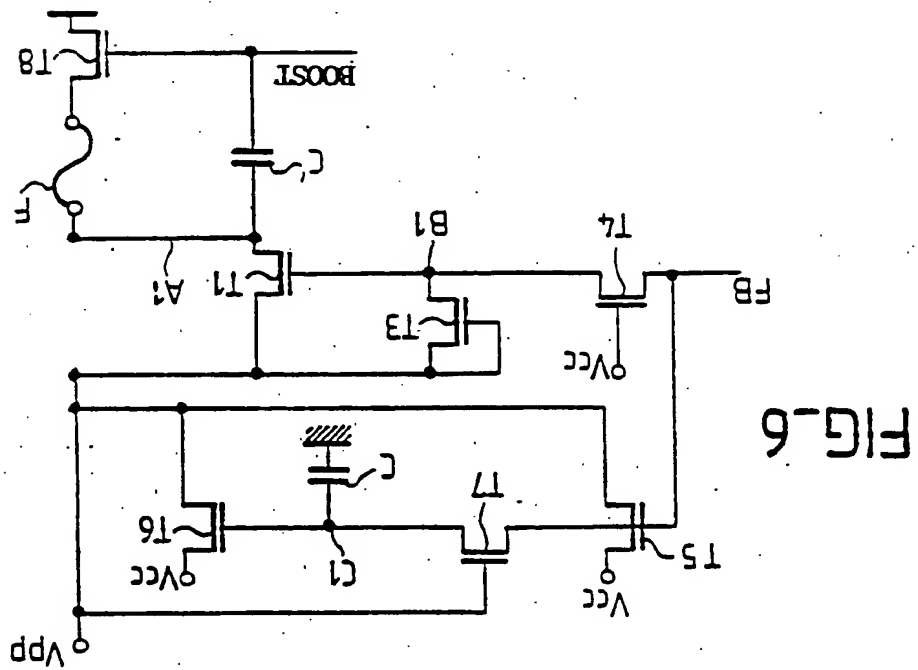 Vpp
Vcc
C1
Vcc
T5
T6
T7
C
FIG_6
Vcc
T3
FB
T1
A1
T4
B1
F
C'
BOOST
T8